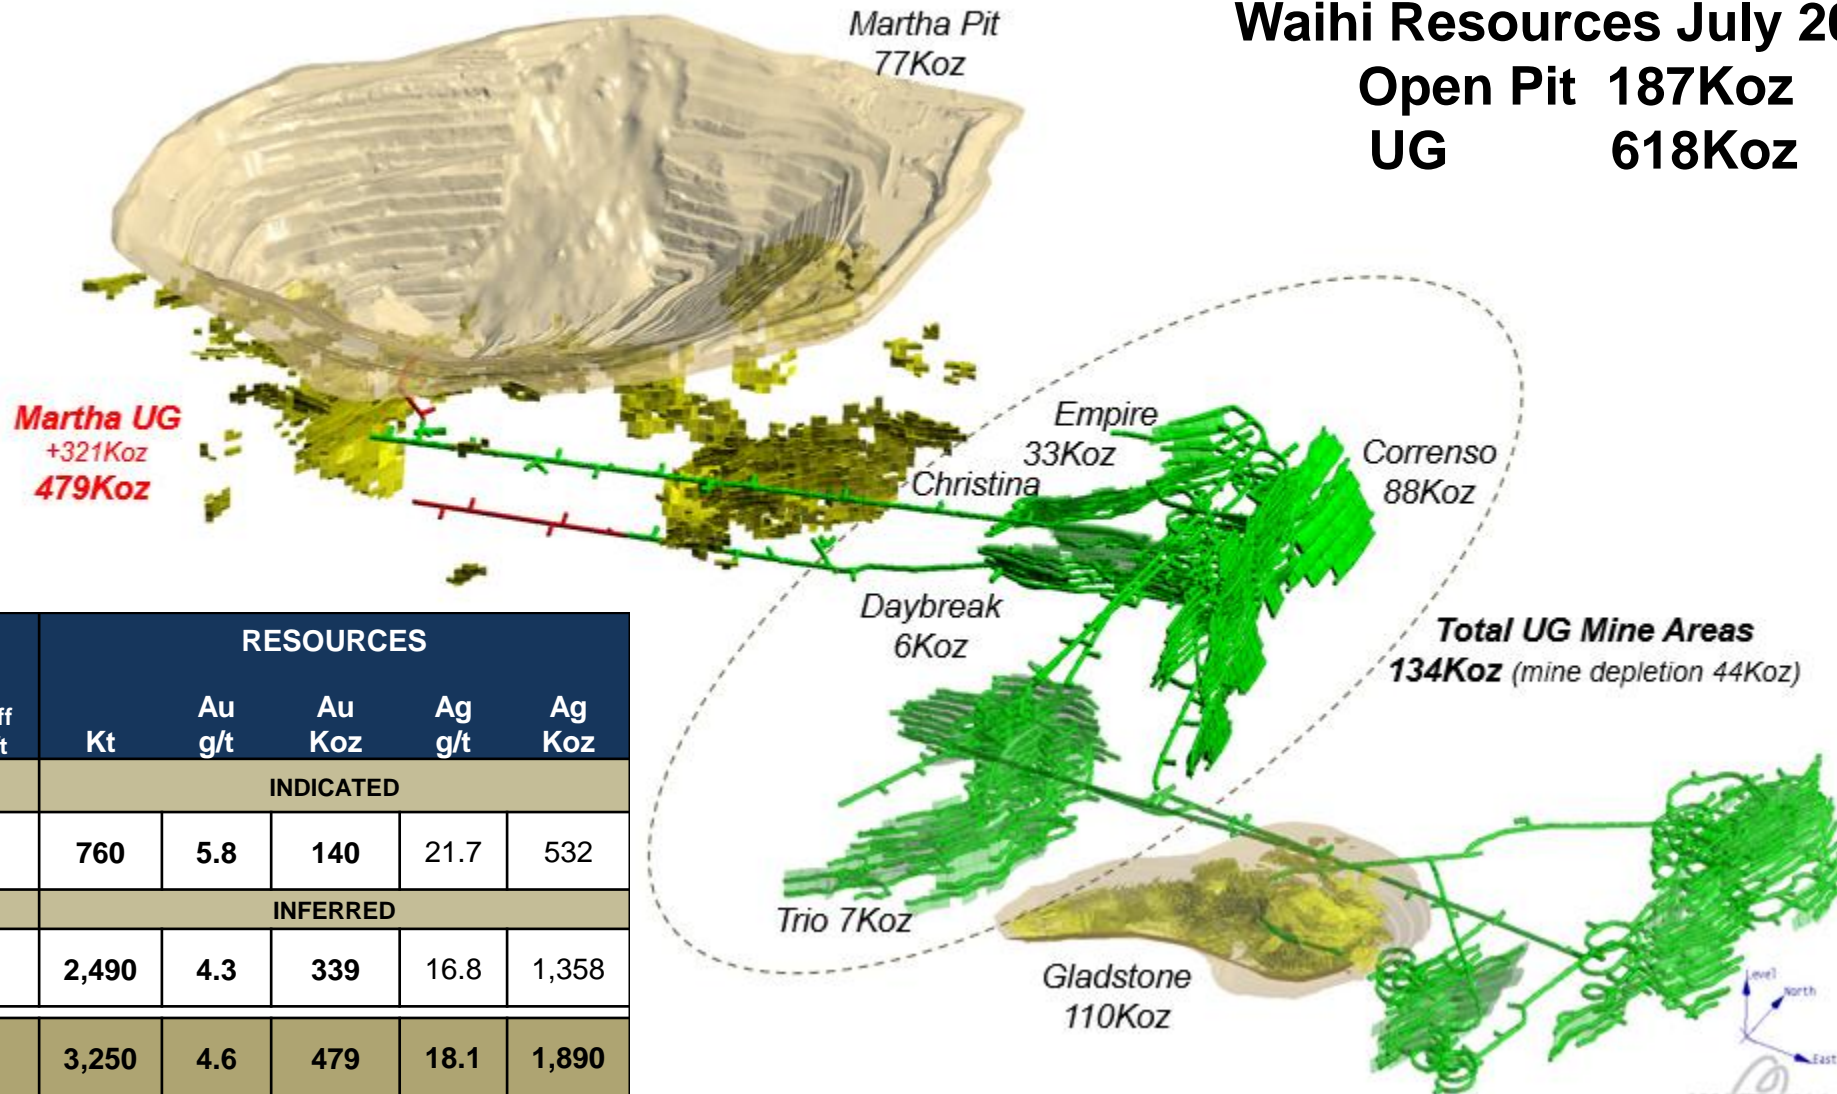 Martha Pit
77Koz
Waihi Resources July 20
Open Pit 187Koz
UG 618Koz
Martha UG
+321Koz
479Koz
Empire
33Koz
Christina
Correnso
88Koz
Daybreak
6Koz
Total UG Mine Areas
134Koz (mine depletion 44Koz)
Trio 7Koz
Gladstone
110Koz
RESOURCES
Kt Au g/t Au Koz Ag g/t Ag Koz
INDICATED
760 5.8 140 21.7 532
INFERRED
2,490 4.3 339 16.8 1,358
3,250 4.6 479 18.1 1,890
Level
North
East